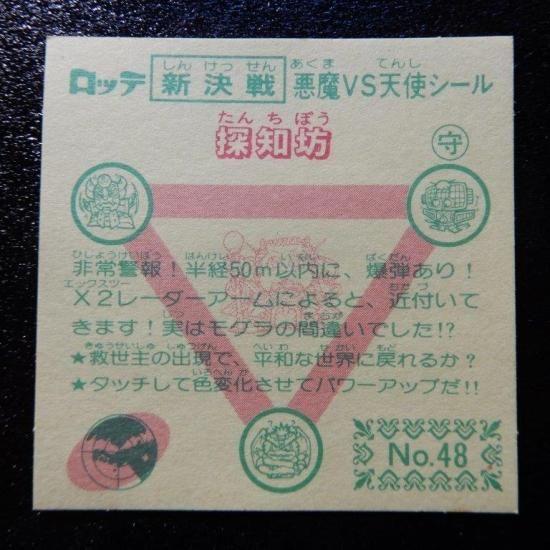 しん けつ せん あくま てんし
ロッテ 新決戦 悪魔VS天使シール
たん ち ぼう
探知坊
守
ひじょうけいほう はんけい いない ばくだん
非常警報！半経50m以内に、爆弾あり！
エックスツー ちかづ
X2レーダーアームによると、近付いて
まちが
きます！実はモグラの間違いでした!?
きゅうせいしゅ しゅつげん へいわ せかい もど
★救世主の出現で、平和な世界に戻れるか？
いろへんか
★タッチして色変化させてパワーアップだ!!
No.48